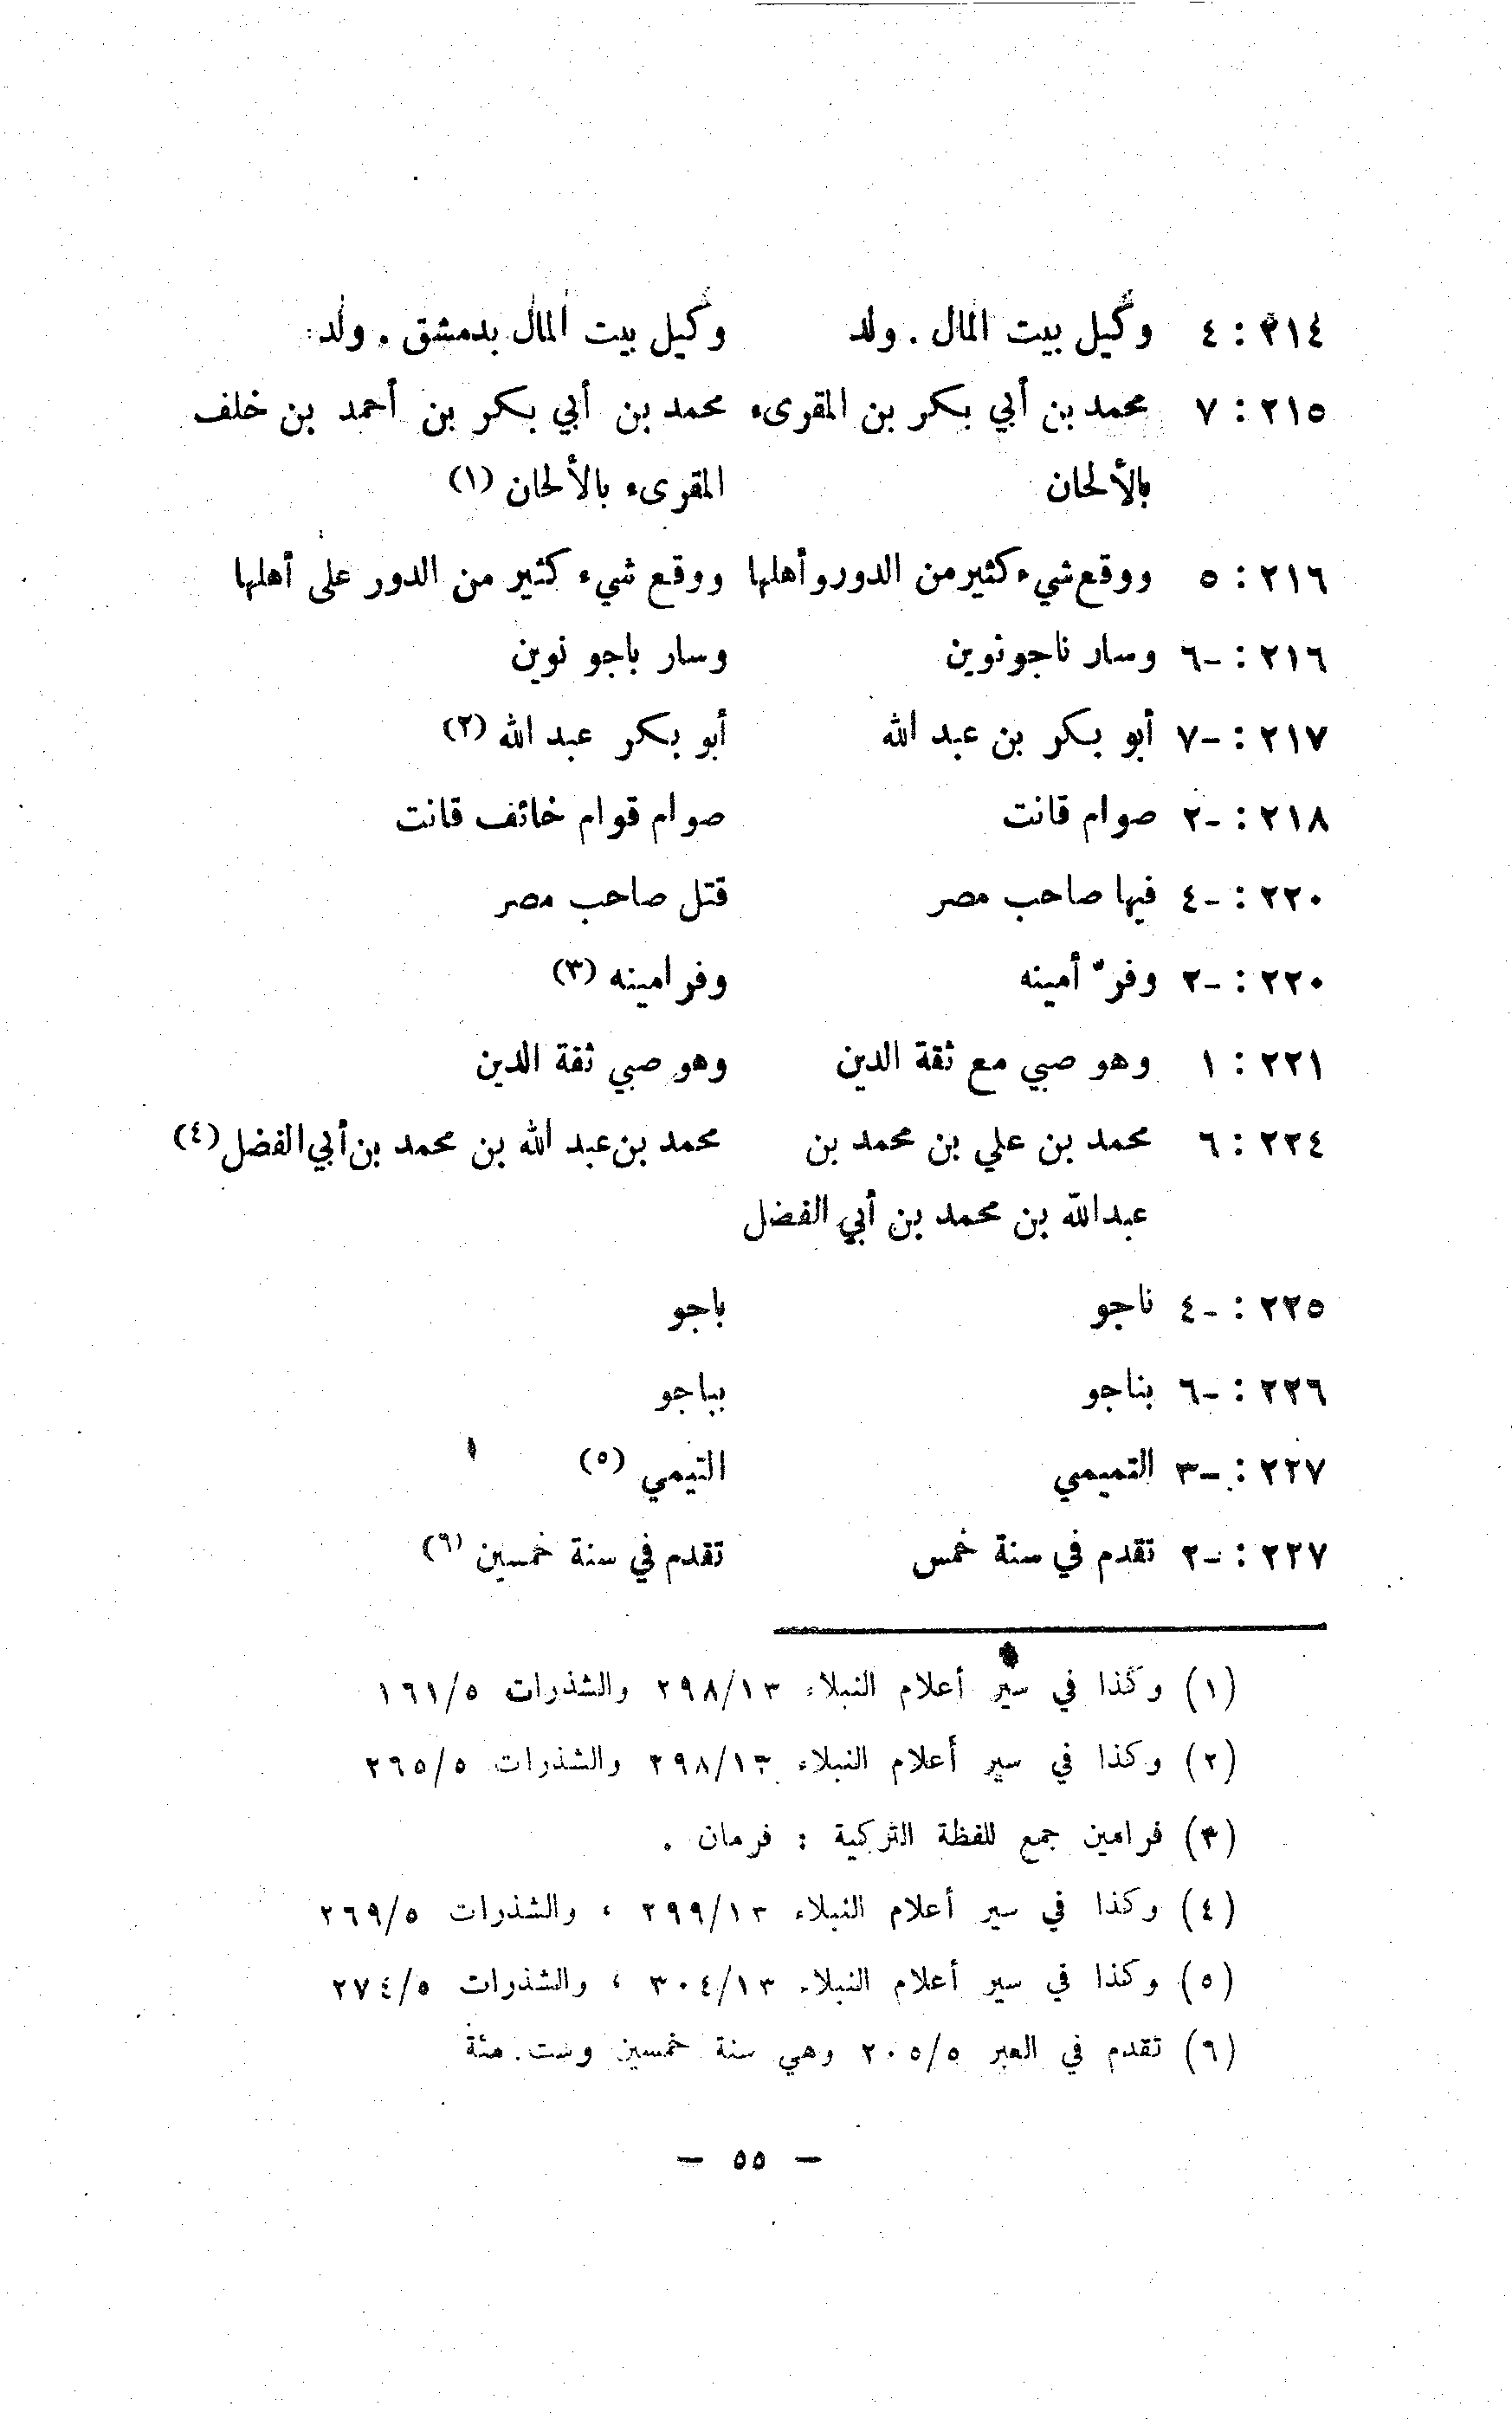 ٢١٤ : ٤ وكيل بيت المال . ولد وكيل بيت المال بدمشق . ولد
٢١٥ : ٧ محمد بن أبي بكر بن المقرىء محمد بن أبي بكر بن أحمد بن خلف
بالألحان المقرىء بالألحان (١)
٢١٦ : ٥ ووقع شيء كثير من الدور وأهلها ووقع شيء كثير من الدور على أهلها
٢١٦ : -٦ وسار ناجونوين وسار باجو نوين
٢١٧ : -٧ أبو بكر بن عبد الله أبو بكر عبد الله (٢)
٢١٨ : -٢ صوام قانت صوام قوام خائف قانت
٢٢٠ : -٤ فيها صاحب مصر قتل صاحب مصر
٢٢٠ : -٢ وفرّ أمينه وفرامينه (٣)
٢٢١ : ١ وهو صبي مع ثقة الدين وهو صبي ثقة الدين
٢٢٤ : ٦ محمد بن علي بن محمد بن محمد بن عبد الله بن محمد بن أبي الفضل (٤)
عبدالله بن محمد بن أبي الفضل
٢٢٥ : -٤ ناجو باجو
٢٢٦ : -٦ بناجو بباجو
٢٢٧ : -٣ التميمي التيمي (٥)
٢٢٧ : -٢ تقدم في سنة خمس تقدم في سنة خمسين (٦)
(١) وكذا في سير أعلام النبلاء ٢٩٨/١٣ والشذرات ١٦١/٥
(٢) وكذا في سير أعلام النبلاء ٢٩٨/١٣ والشذرات ٢٦٥/٥
(٣) فرامين جمع للفظة التركية : فرمان .
(٤) وكذا في سير أعلام النبلاء ٢٩٩/١٣ ، والشذرات ٢٦٩/٥
(٥) وكذا في سير أعلام النبلاء ٣٠٤/١٣ ، والشذرات ٢٧٤/٥
(٦) تقدم في العبر ٢٠٥/٥ وهي سنة خمسين وست مئة
— ٥٥ —